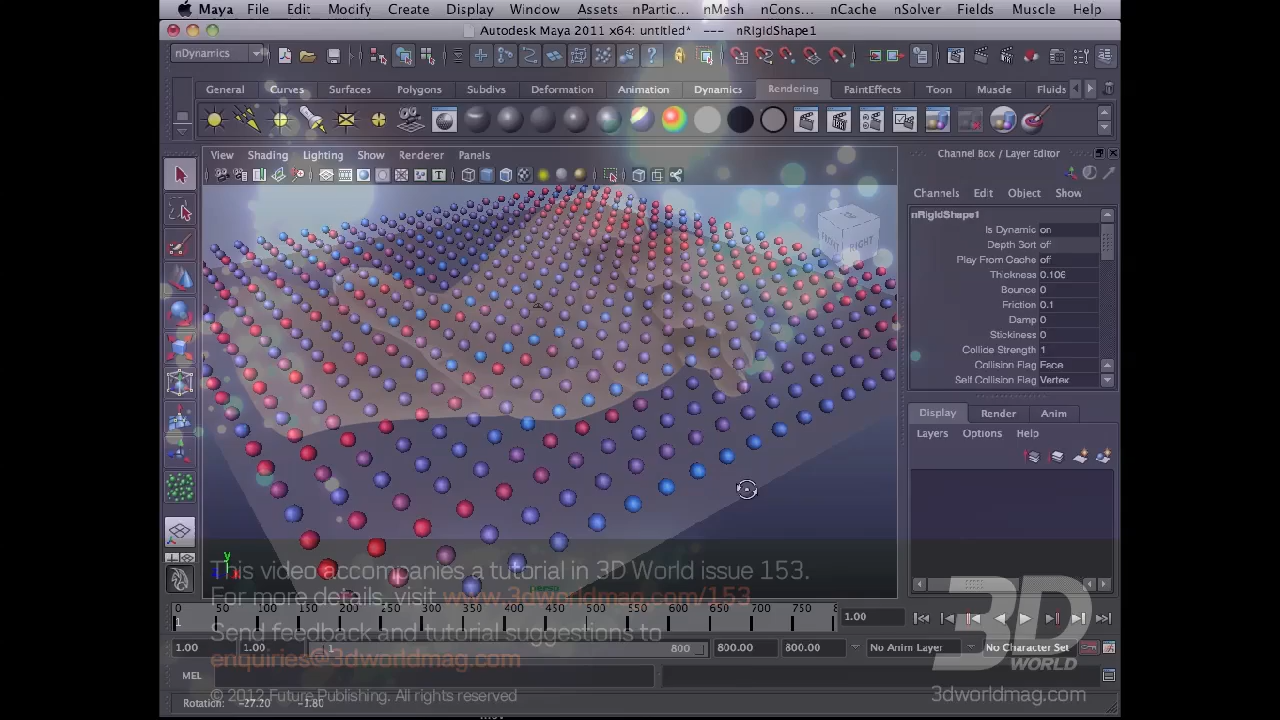 Maya File Edit Modify Create Display Window Assets nPartic... nMesh nCons... nCache nSolver Fields Muscle Help
Autodesk Maya 2011 x64: untitled* --- nRigidShape1
nDynamics
General Curves Surfaces Polygons Subdivs Deformation Animation Dynamics Rendering PaintEffects Toon Muscle Fluids
View Shading Lighting Show Renderer Panels
Channel Box / Layer Editor
Channels Edit Object Show
nRigidShape1
Is Dynamic on
Depth Sort off
Play From Cache off
Thickness 0.106
Bounce 0
Friction 0.1
Damp 0
Stickiness 0
Collide Strength 1
Collision Flag Face
Self Collision Flag Vertex
RIGHT
Display Render Anim
Layers Options Help
y
persp
This video accompanies a tutorial in 3D World issue 153.
For more details, visit www.3dworldmag.com/153
Send feedback and tutorial suggestions to
enquiries@3dworldmag.com
© 2012 Future Publishing. All rights reserved
3D
WORLD
3dworldmag.com
0 50 100 150 200 250 300 350 400 450 500 550 600 650 700 750 8
1
1.00
1.00 1.00 1 800 800.00 800.00 No Anim Layer No Character Set
MEL
Rotation: -27.20 -1.80